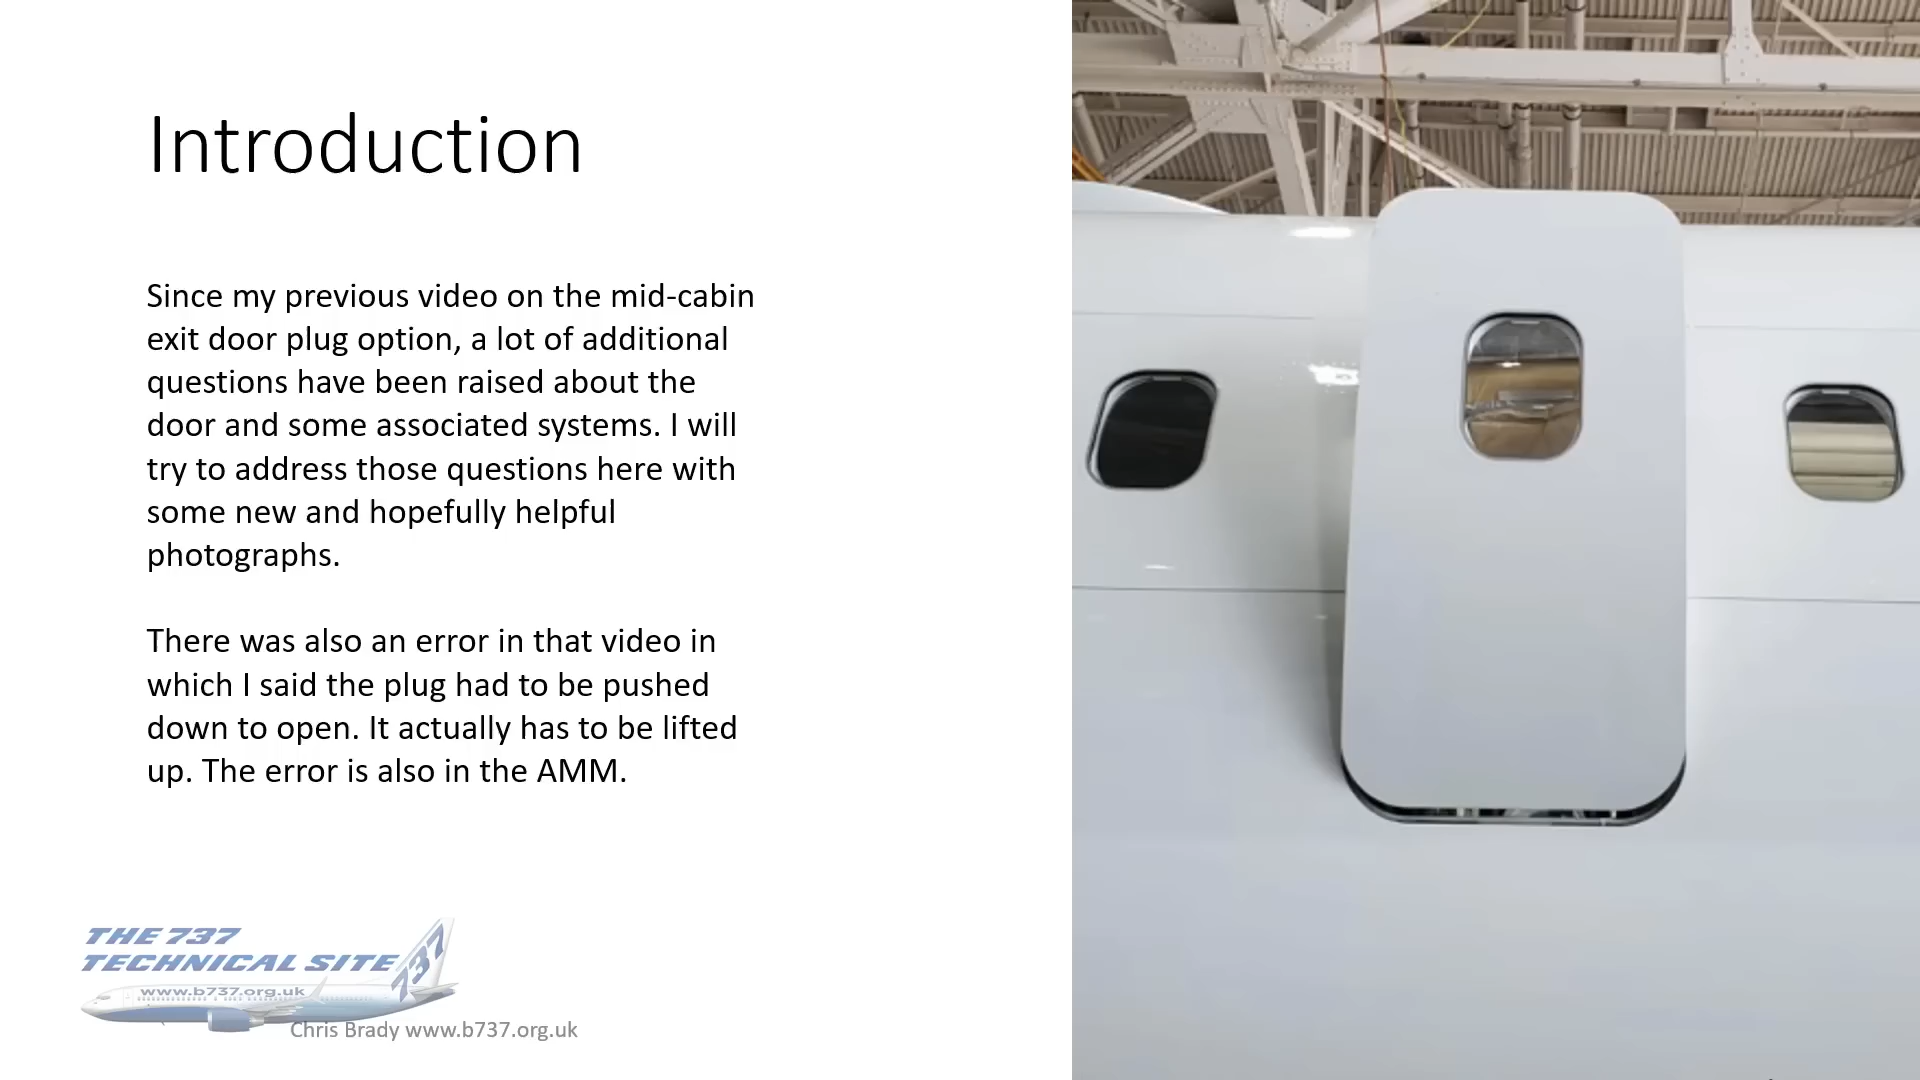 Introduction
Since my previous video on the mid-cabin
exit door plug option, a lot of additional
questions have been raised about the
door and some associated systems. I will
try to address those questions here with
some new and hopefully helpful
photographs.
There was also an error in that video in
which I said the plug had to be pushed
down to open. It actually has to be lifted
up. The error is also in the AMM.
THE 737
TECHNICAL SITE
737
www.b737.org.uk
Chris Brady www.b737.org.uk